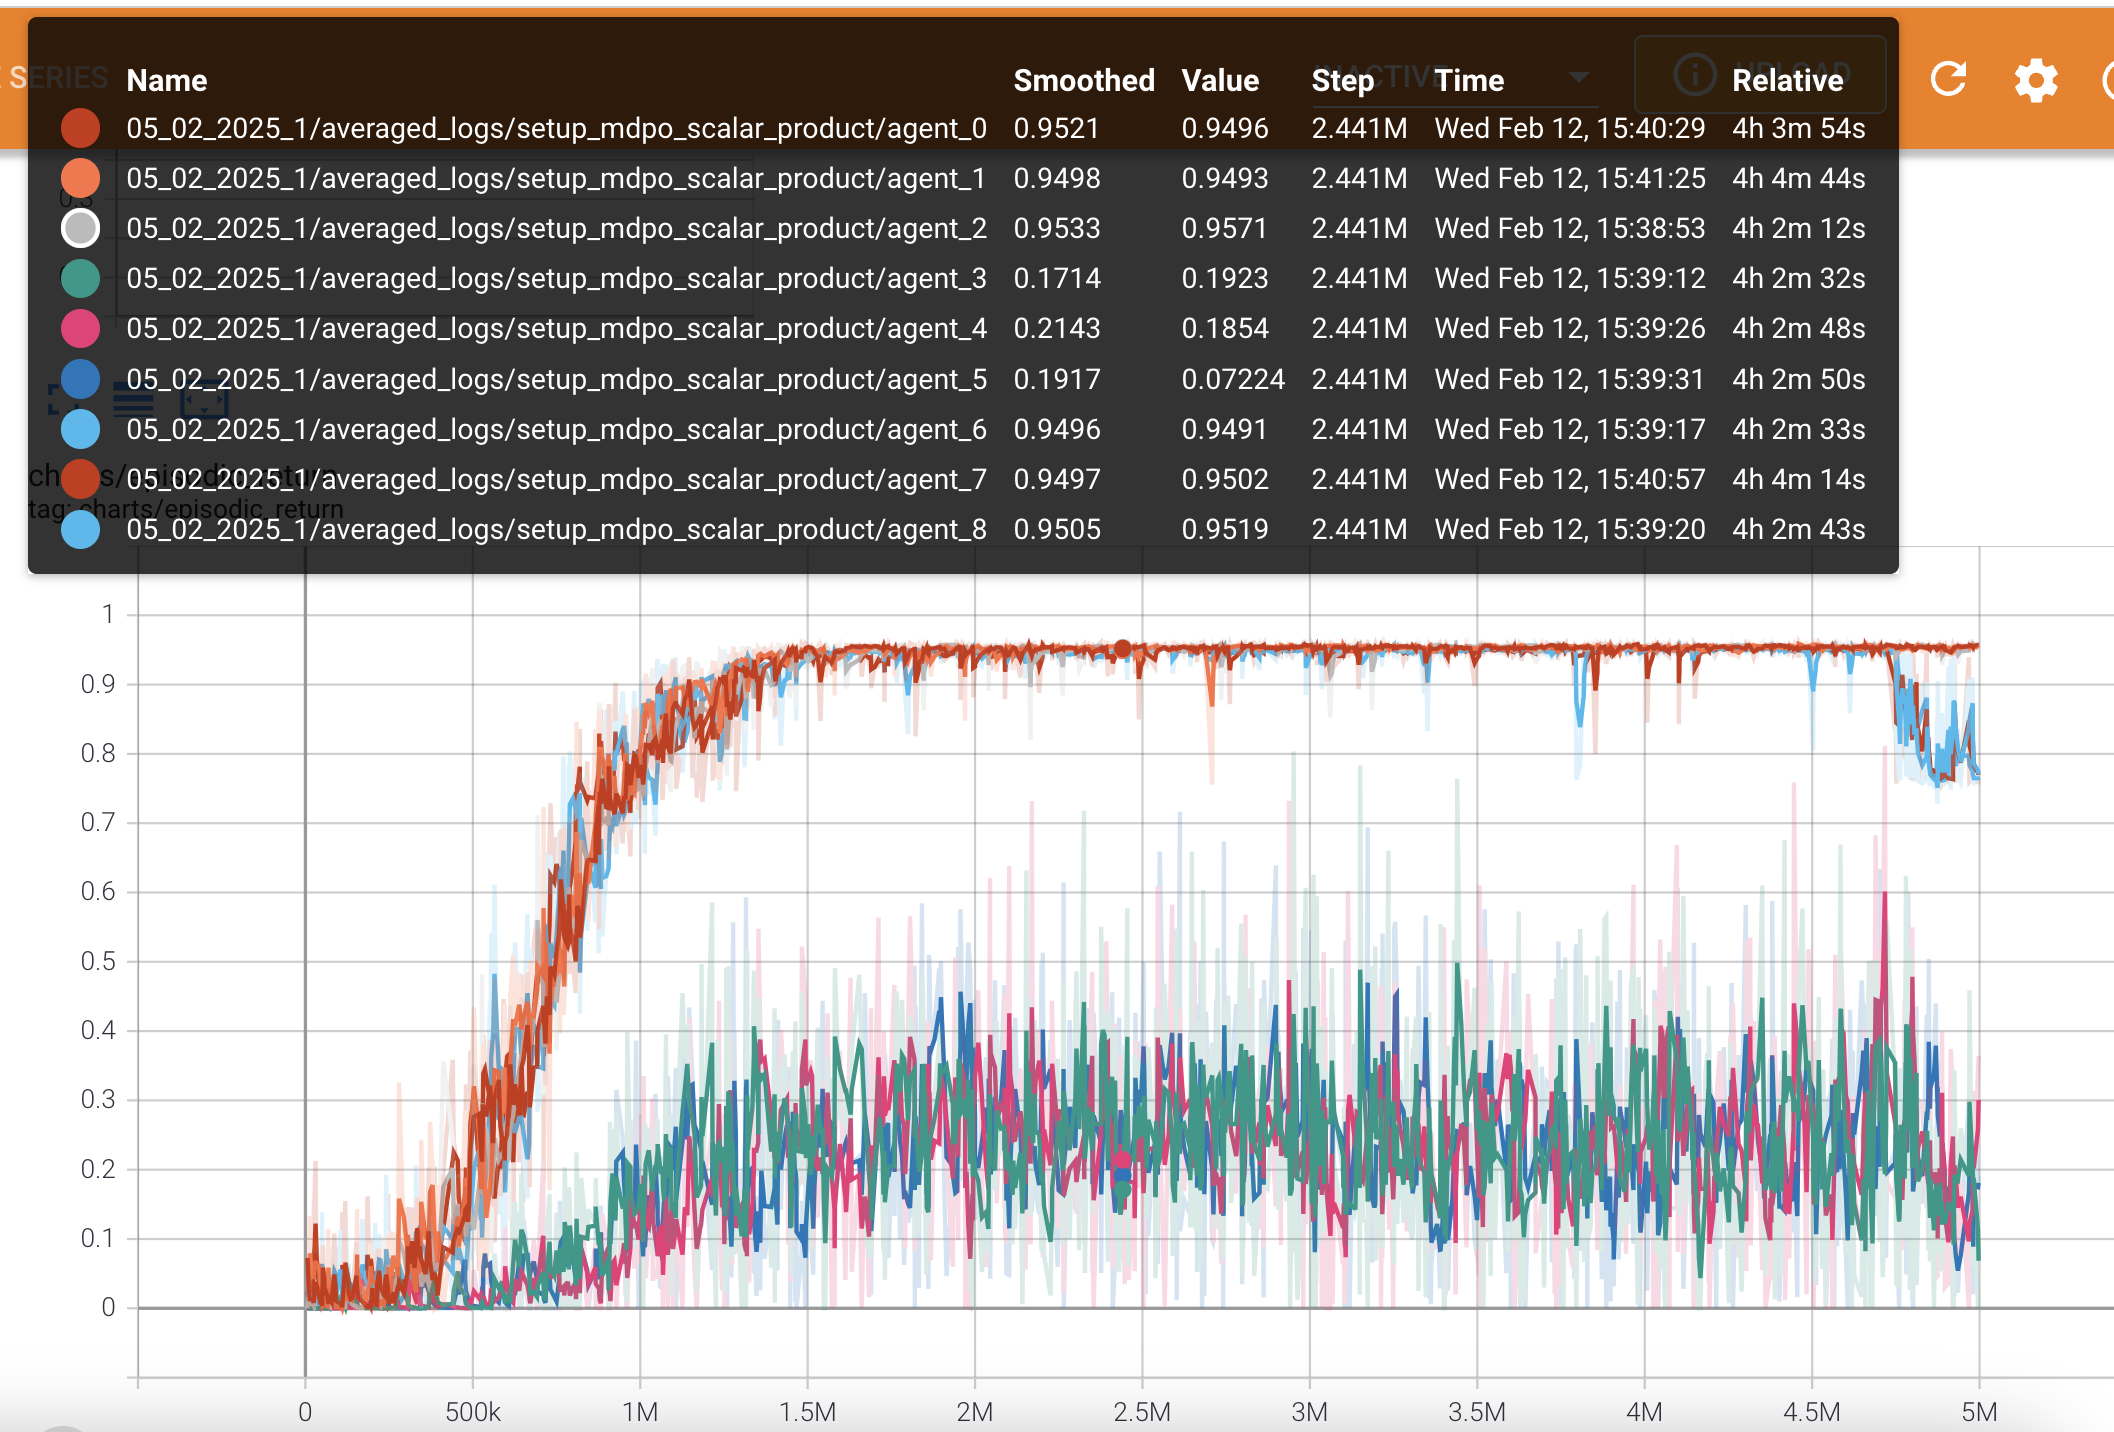 SERIES
INACTIVE
UPLOAD
Name Smoothed Value Step Time Relative
05_02_2025_1/averaged_logs/setup_mdpo_scalar_product/agent_0 0.9521 0.9496 2.441M Wed Feb 12, 15:40:29 4h 3m 54s
05_02_2025_1/averaged_logs/setup_mdpo_scalar_product/agent_1 0.9498 0.9493 2.441M Wed Feb 12, 15:41:25 4h 4m 44s
05_02_2025_1/averaged_logs/setup_mdpo_scalar_product/agent_2 0.9533 0.9571 2.441M Wed Feb 12, 15:38:53 4h 2m 12s
05_02_2025_1/averaged_logs/setup_mdpo_scalar_product/agent_3 0.1714 0.1923 2.441M Wed Feb 12, 15:39:12 4h 2m 32s
05_02_2025_1/averaged_logs/setup_mdpo_scalar_product/agent_4 0.2143 0.1854 2.441M Wed Feb 12, 15:39:26 4h 2m 48s
05_02_2025_1/averaged_logs/setup_mdpo_scalar_product/agent_5 0.1917 0.07224 2.441M Wed Feb 12, 15:39:31 4h 2m 50s
05_02_2025_1/averaged_logs/setup_mdpo_scalar_product/agent_6 0.9496 0.9491 2.441M Wed Feb 12, 15:39:17 4h 2m 33s
05_02_2025_1/averaged_logs/setup_mdpo_scalar_product/agent_7 0.9497 0.9502 2.441M Wed Feb 12, 15:40:57 4h 4m 14s
05_02_2025_1/averaged_logs/setup_mdpo_scalar_product/agent_8 0.9505 0.9519 2.441M Wed Feb 12, 15:39:20 4h 2m 43s
charts/episodic_return
tag: charts/episodic_return
1
0.9
0.8
0.7
0.6
0.5
0.4
0.3
0.2
0.1
0
0 500k 1M 1.5M 2M 2.5M 3M 3.5M 4M 4.5M 5M